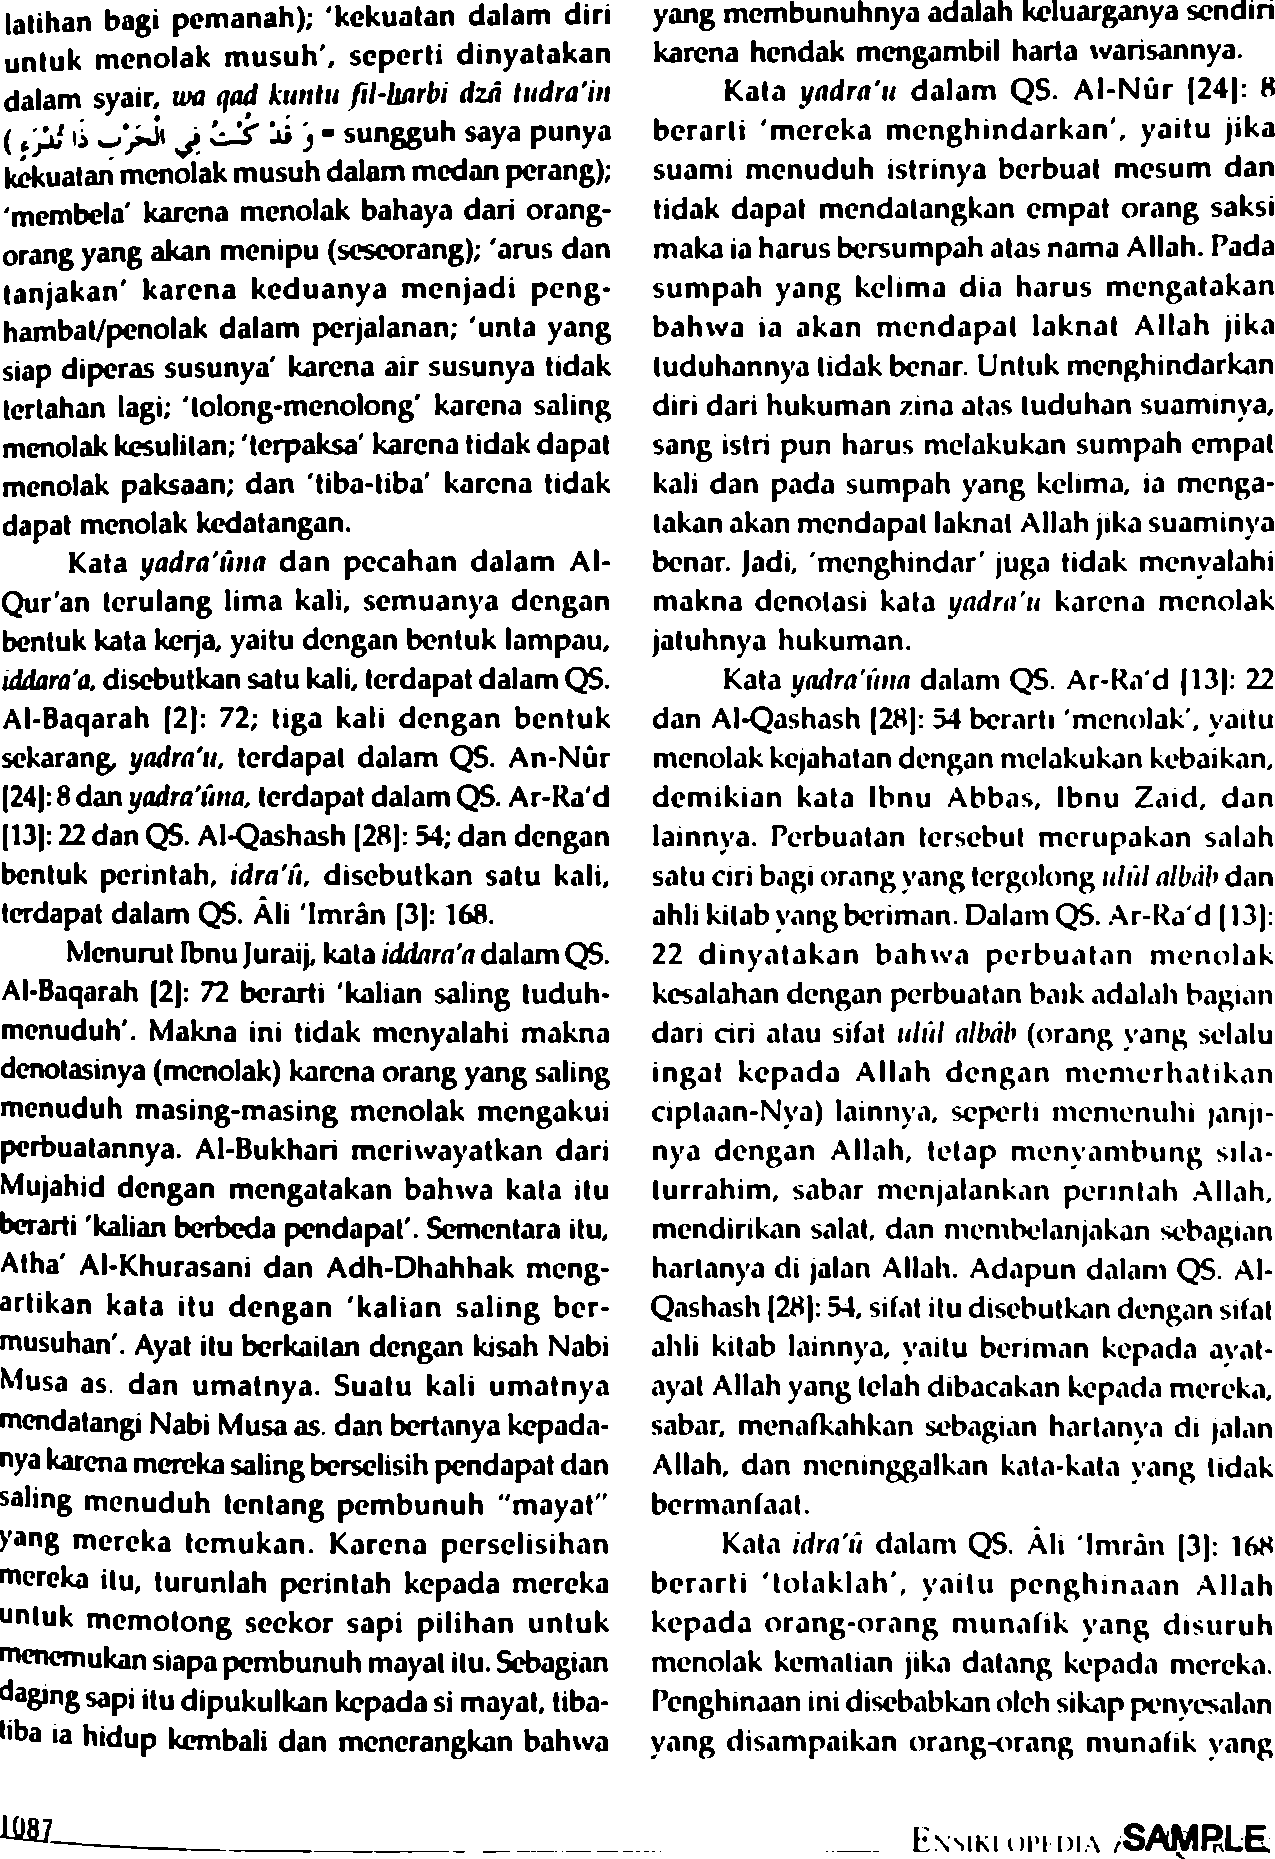 latihan bagi pemanah); 'kekuatan dalam diri
untuk menolak musuh', seperti dinyatakan
dalam syair, wa qad kuntu fil-harbi dzâ tudra'in
(وَ قَدْ كُنْتُ فِي الْحَرْبِ ذَا تُدْرَءٍ = sungguh saya punya
kekuatan menolak musuh dalam medan perang);
'membela' karena menolak bahaya dari orang-
orang yang akan menipu (seseorang); 'arus dan
tanjakan' karena keduanya menjadi peng-
hambat/penolak dalam perjalanan; 'unta yang
siap diperas susunya' karena air susunya tidak
tertahan lagi; 'tolong-menolong' karena saling
menolak kesulitan; 'terpaksa' karena tidak dapat
menolak paksaan; dan 'tiba-tiba' karena tidak
dapat menolak kedatangan.
Kata yadra'ûna dan pecahan dalam Al-
Qur'an terulang lima kali, semuanya dengan
bentuk kata kerja, yaitu dengan bentuk lampau,
iddara'a, disebutkan satu kali, terdapat dalam QS.
Al-Baqarah [2]: 72; tiga kali dengan bentuk
sekarang, yadra'u, terdapat dalam QS. An-Nûr
[24]: 8 dan yadra'ûna, terdapat dalam QS. Ar-Ra'd
[13]: 22 dan QS. Al-Qashash [28]: 54; dan dengan
bentuk perintah, idra'û, disebutkan satu kali,
terdapat dalam QS. Âli 'Imrân [3]: 168.
Menurut Ibnu Juraij, kata iddara'a dalam QS.
Al-Baqarah [2]: 72 berarti 'kalian saling tuduh-
menuduh'. Makna ini tidak menyalahi makna
denotasinya (menolak) karena orang yang saling
menuduh masing-masing menolak mengakui
perbuatannya. Al-Bukhari meriwayatkan dari
Mujahid dengan mengatakan bahwa kata itu
berarti 'kalian berbeda pendapat'. Sementara itu,
Atha' Al-Khurasani dan Adh-Dhahhak meng-
artikan kata itu dengan 'kalian saling ber-
musuhan'. Ayat itu berkaitan dengan kisah Nabi
Musa as. dan umatnya. Suatu kali umatnya
mendatangi Nabi Musa as. dan bertanya kepada-
nya karena mereka saling berselisih pendapat dan
saling menuduh tentang pembunuh "mayat"
yang mereka temukan. Karena perselisihan
mereka itu, turunlah perintah kepada mereka
untuk memotong seekor sapi pilihan untuk
menemukan siapa pembunuh mayat itu. Sebagian
daging sapi itu dipukulkan kepada si mayat, tiba-
tiba ia hidup kembali dan menerangkan bahwa
yang membunuhnya adalah keluarganya sendiri
karena hendak mengambil harta warisannya.
Kata yadra'u dalam QS. Al-Nûr [24]: 8
berarti 'mereka menghindarkan', yaitu jika
suami menuduh istrinya berbuat mesum dan
tidak dapat mendatangkan empat orang saksi
maka ia harus bersumpah atas nama Allah. Pada
sumpah yang kelima dia harus mengatakan
bahwa ia akan mendapat laknat Allah jika
tuduhannya tidak benar. Untuk menghindarkan
diri dari hukuman zina atas tuduhan suaminya,
sang istri pun harus melakukan sumpah empat
kali dan pada sumpah yang kelima, ia menga-
takan akan mendapat laknat Allah jika suaminya
benar. Jadi, 'menghindar' juga tidak menyalahi
makna denotasi kata yadra'u karena menolak
jatuhnya hukuman.
Kata yadra'ûna dalam QS. Ar-Ra'd [13]: 22
dan Al-Qashash [28]: 54 berarti 'menolak', yaitu
menolak kejahatan dengan melakukan kebaikan,
demikian kata Ibnu Abbas, Ibnu Zaid, dan
lainnya. Perbuatan tersebut merupakan salah
satu ciri bagi orang yang tergolong ulûl albâb dan
ahli kitab yang beriman. Dalam QS. Ar-Ra'd [13]:
22 dinyatakan bahwa perbuatan menolak
kesalahan dengan perbuatan baik adalah bagian
dari ciri atau sifat ulûl albâb (orang yang selalu
ingat kepada Allah dengan memerhatikan
ciptaan-Nya) lainnya, seperti memenuhi janji-
nya dengan Allah, tetap menyambung sila-
turrahim, sabar menjalankan perintah Allah,
mendirikan salat, dan membelanjakan sebagian
hartanya di jalan Allah. Adapun dalam QS. Al-
Qashash [28]: 54, sifat itu disebutkan dengan sifat
ahli kitab lainnya, yaitu beriman kepada ayat-
ayat Allah yang telah dibacakan kepada mereka,
sabar, menafkahkan sebagian hartanya di jalan
Allah, dan meninggalkan kata-kata yang tidak
bermanfaat.
Kata idra'û dalam QS. Âli 'Imrân [3]: 168
berarti 'tolaklah', yaitu penghinaan Allah
kepada orang-orang munafik yang disuruh
menolak kematian jika datang kepada mereka.
Penghinaan ini disebabkan oleh sikap penyesalan
yang disampaikan orang-orang munafik yang
1087
ENSIKLOPEDIA SAMPLE